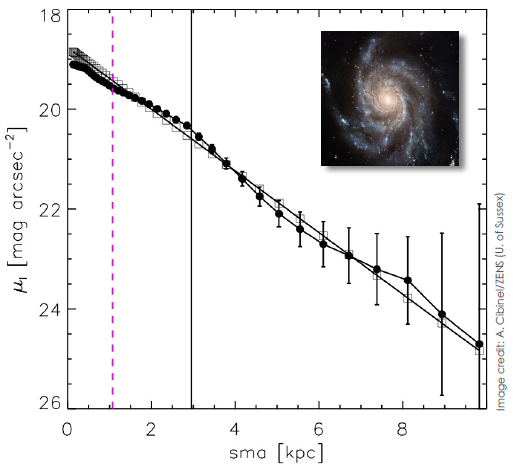 18
20
22
24
26
μI [mag arcsec−2]
0 2 4 6 8
sma [kpc]
Image credit: A. Cibinel/ZENS (U. of Sussex)